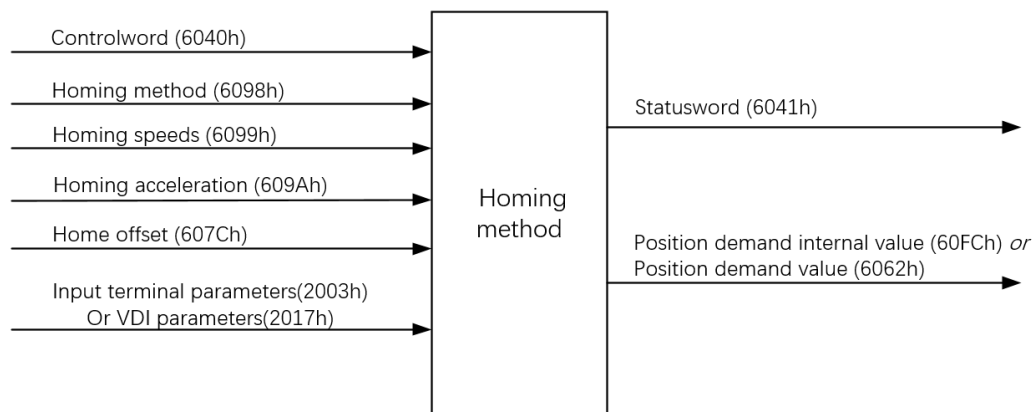 Controlword (6040h)
Homing method (6098h)
Homing speeds (6099h)
Homing acceleration (609Ah)
Home offset (607Ch)
Input terminal parameters(2003h)
Or VDI parameters(2017h)
Homing
method
Statusword (6041h)
Position demand internal value (60FCh) or
Position demand value (6062h)